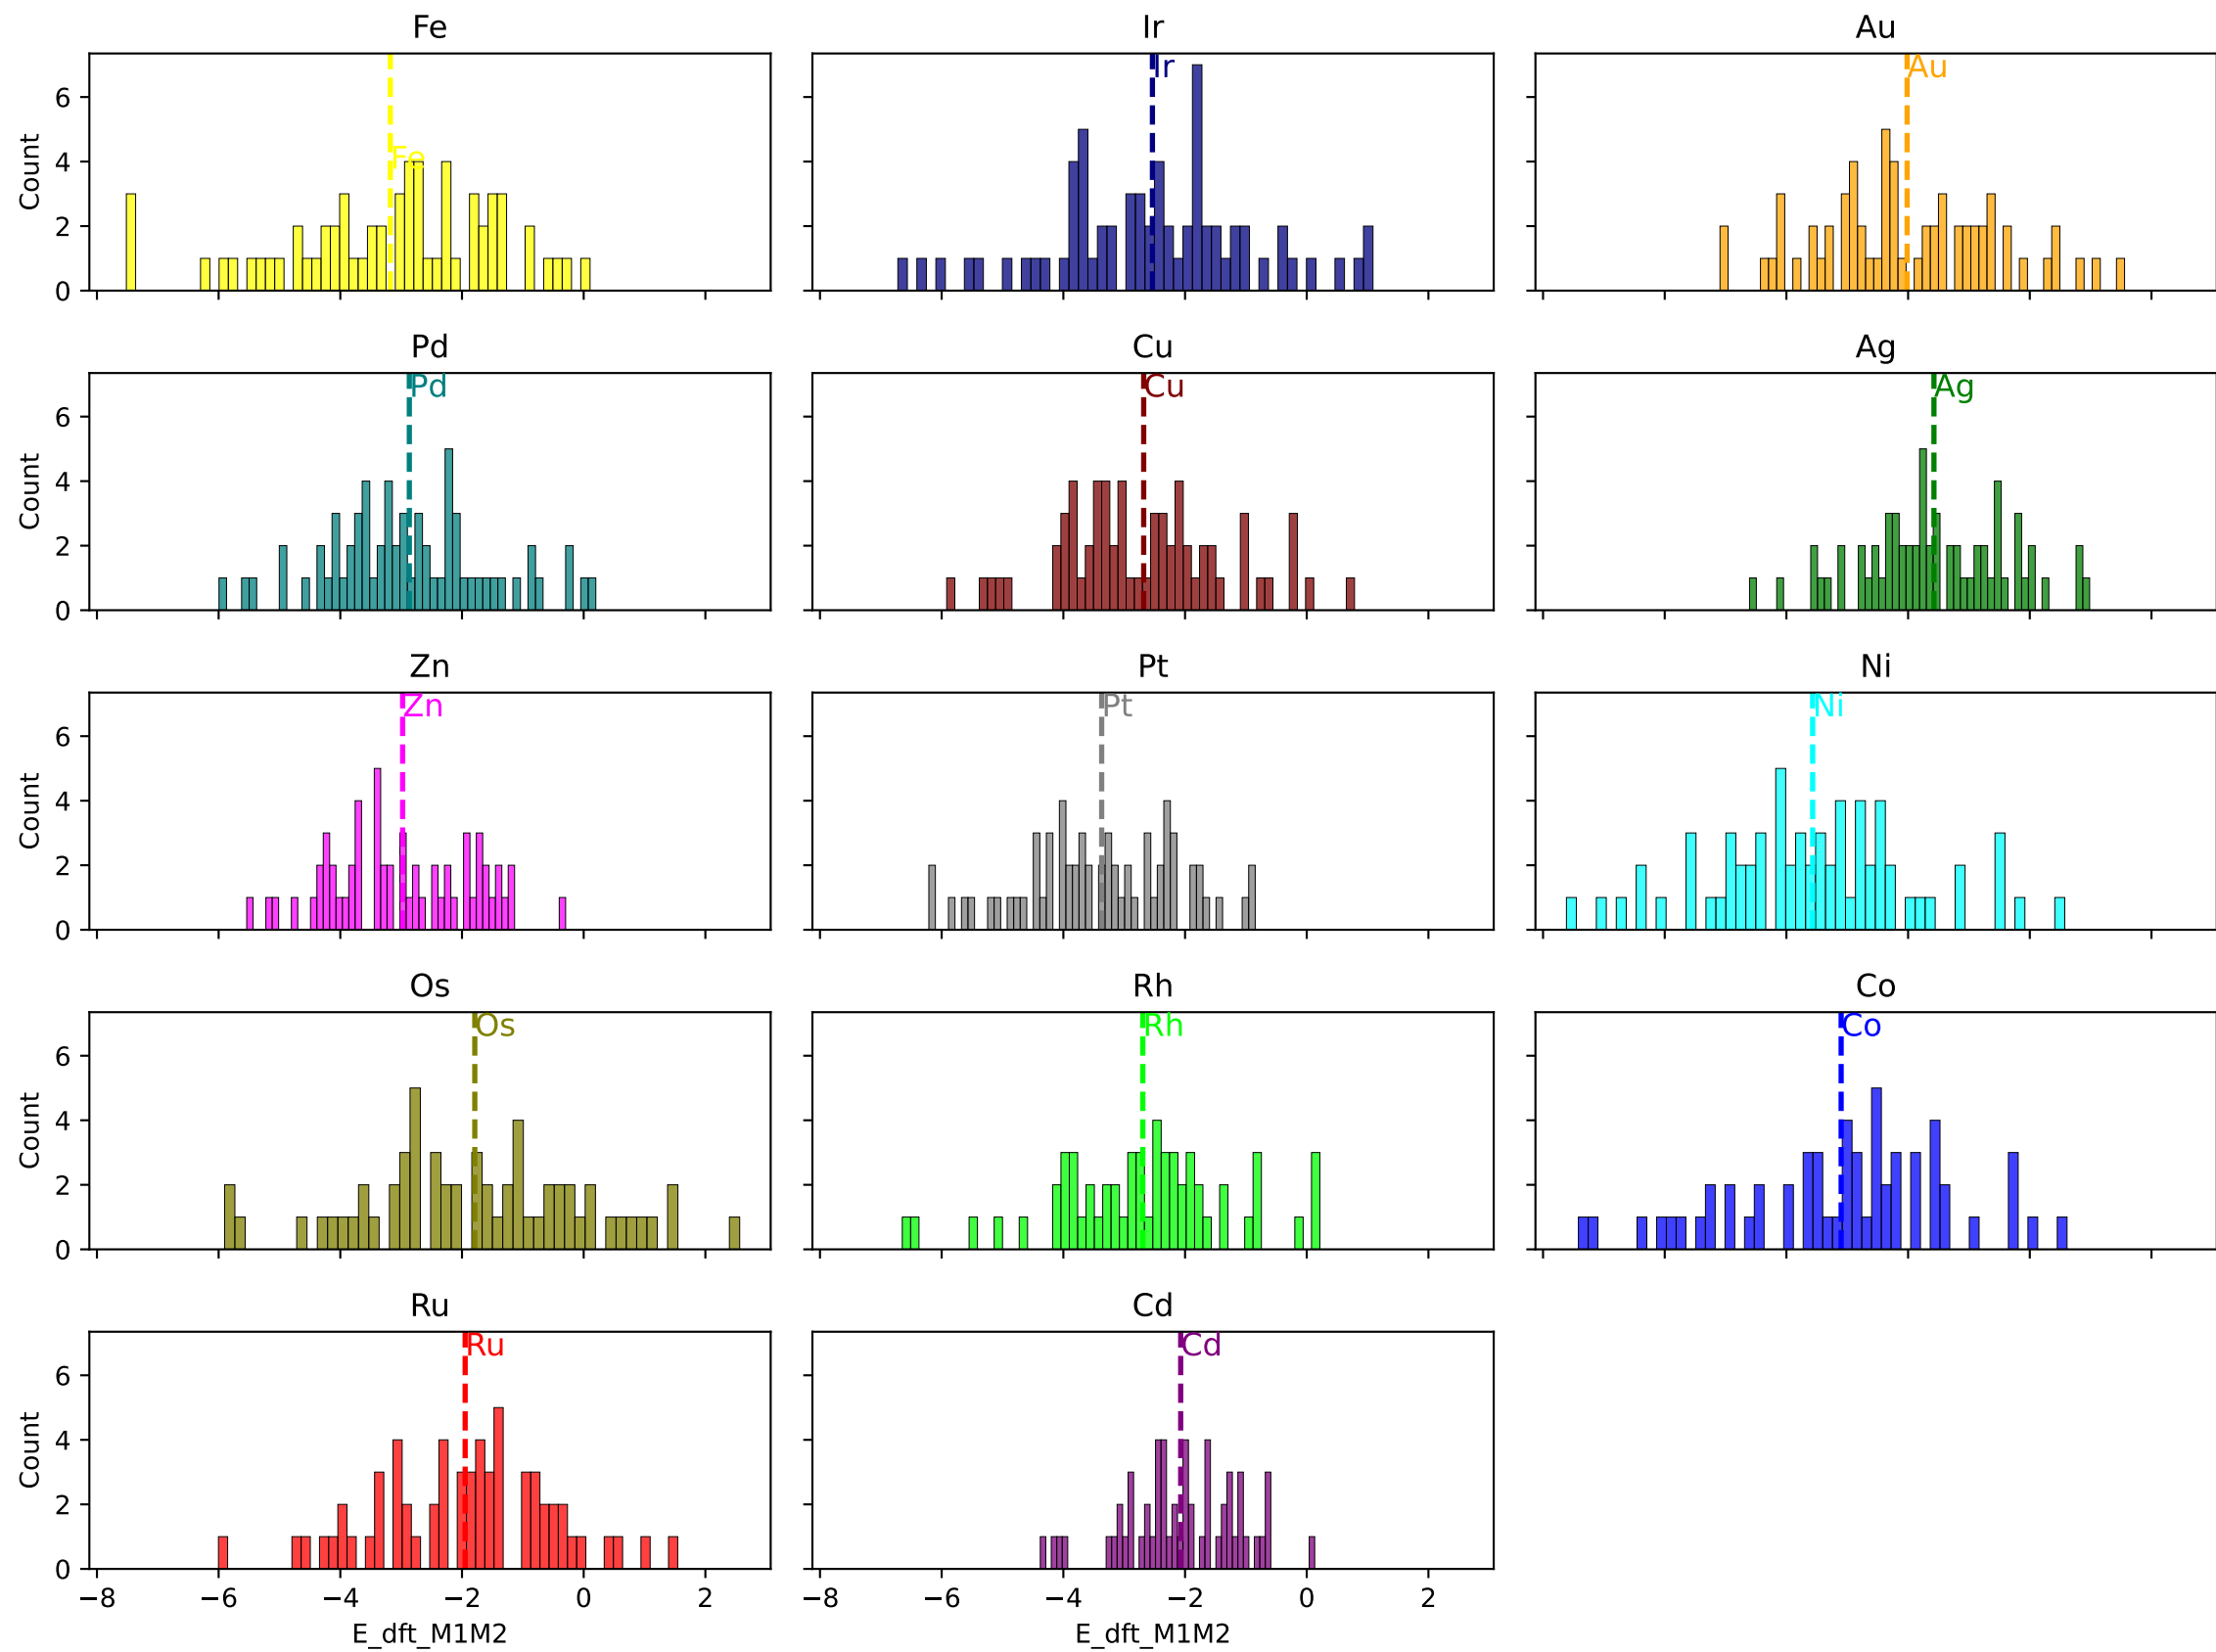 Fe Ir Au
Count 6 4 2 0 Fe Ir Au
Pd Cu Ag
Count 6 4 2 0 Pd Cu Ag
Zn Pt Ni
Count 6 4 2 0 Zn Pt Ni
Os Rh Co
Count 6 4 2 0 Os Rh Co
Ru Cd
Count 6 4 2 0 Ru Cd
−8 −6 −4 −2 0 2 −8 −6 −4 −2 0 2
E_dft_M1M2 E_dft_M1M2